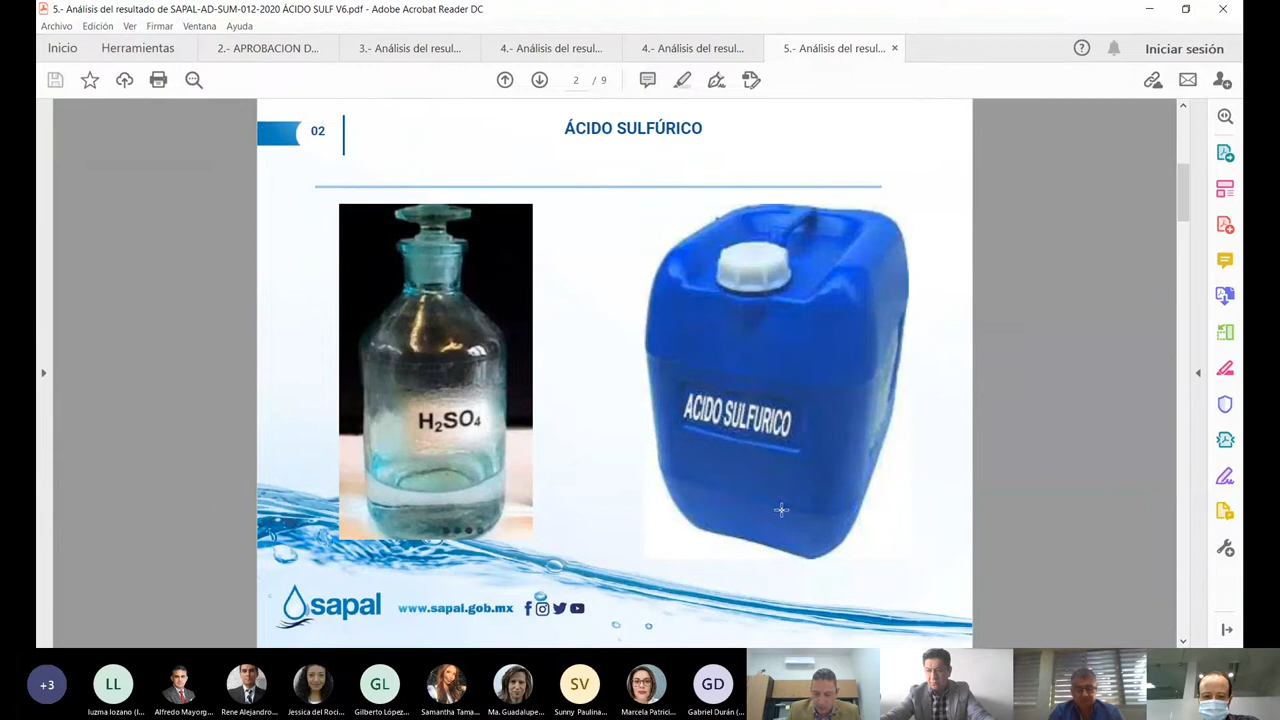 5.- Análisis del resultado de SAPAL-AD-SUM-012-2020 ÁCIDO SULF V6.pdf - Adobe Acrobat Reader DC
Archivo Edición Ver Firmar Ventana Ayuda
Inicio Herramientas 2.- APROBACION D... 3.- Análisis del resul... 4.- Análisis del resul... 4.- Análisis del resul... 5.- Análisis del resul... × Iniciar sesión
2 / 9
02
ÁCIDO SULFÚRICO
H₂SO₄
ACIDO SULFURICO
sapal
www.sapal.gob.mx
+3 LL GL SV GD
luzma lozano (I... Alfredo Mayorg... Rene Alejandro... Jessica del Roci... Gilberto López... Samantha Tama... Ma. Guadalupe... Sunny Paulina... Marcela Patrici... Gabriel Durán (...